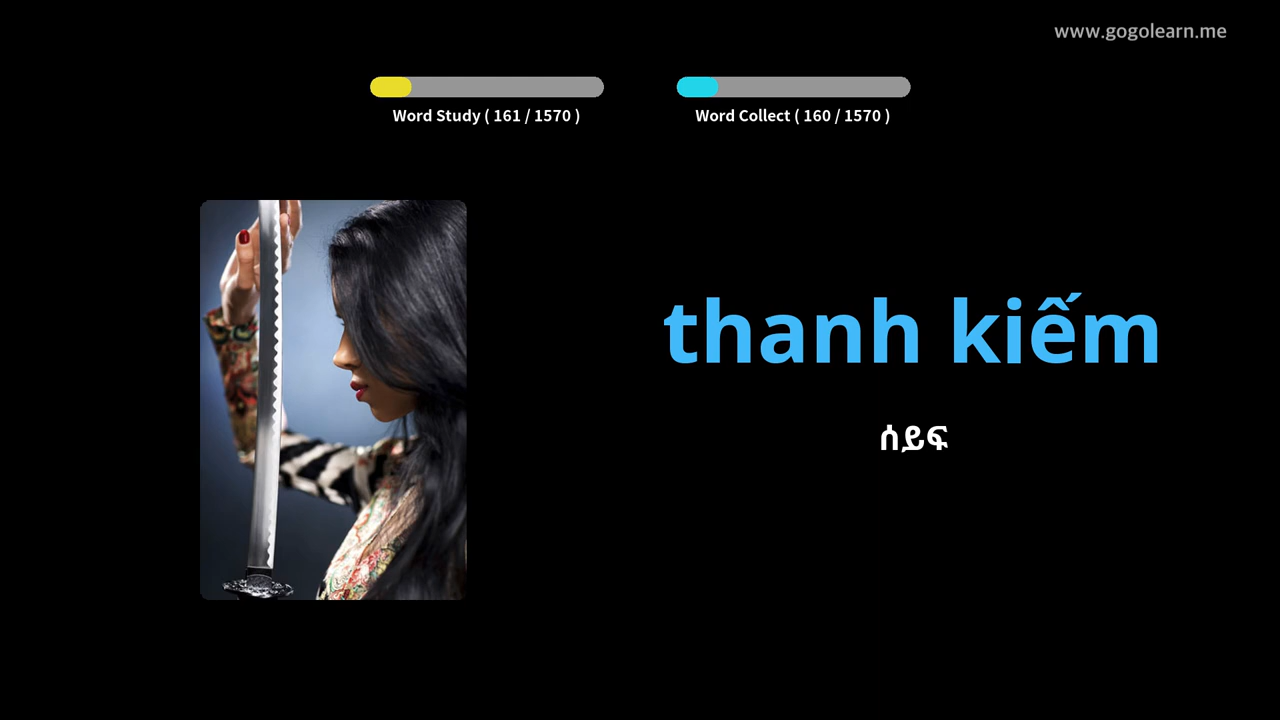 www.gogolearn.me
Word Study ( 161 / 1570 )
Word Collect ( 160 / 1570 )
thanh kiếm
ሰይፍ